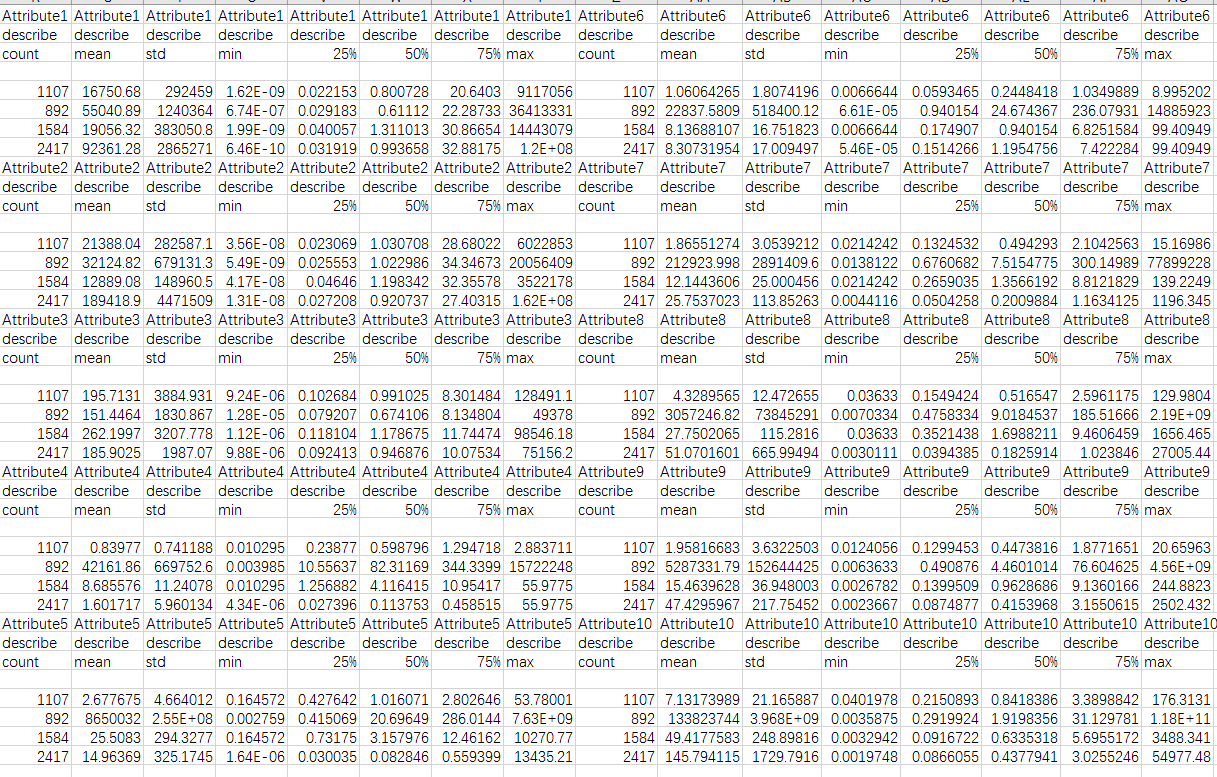 Attribute1 Attribute1 Attribute1 Attribute1 Attribute1 Attribute1 Attribute1 Attribute1 Attribute6 Attribute6 Attribute6 Attribute6 Attribute6 Attribute6 Attribute6 Attribute6
describe describe describe describe describe describe describe describe describe describe describe describe describe describe describe describe
count mean std min 25% 50% 75% max count mean std min 25% 50% 75% max
1107 16750.68 292459 1.62E-09 0.022153 0.800728 20.6403 9117056 1107 1.06064265 1.8074196 0.0066644 0.0593465 0.2448418 1.0349889 8.995202
892 55040.89 1240364 6.74E-07 0.029183 0.61112 22.28733 36413331 892 22837.5809 518400.12 6.61E-05 0.940154 24.674367 236.07931 14885923
1584 19056.32 383050.8 1.99E-09 0.040057 1.311013 30.86654 14443079 1584 8.13688107 16.751823 0.0066644 0.174907 0.940154 6.8251584 99.40949
2417 92361.28 2865271 6.46E-10 0.031919 0.993658 32.88175 1.2E+08 2417 8.30731954 17.009497 5.46E-05 0.1514266 1.1954756 7.422284 99.40949
Attribute2 Attribute2 Attribute2 Attribute2 Attribute2 Attribute2 Attribute2 Attribute2 Attribute7 Attribute7 Attribute7 Attribute7 Attribute7 Attribute7 Attribute7 Attribute7
describe describe describe describe describe describe describe describe describe describe describe describe describe describe describe describe
count mean std min 25% 50% 75% max count mean std min 25% 50% 75% max
1107 21388.04 282587.1 3.56E-08 0.023069 1.030708 28.68022 6022853 1107 1.86551274 3.0539212 0.0214242 0.1324532 0.494293 2.1042563 15.16986
892 32124.82 679131.3 5.49E-09 0.025553 1.022986 34.34673 20056409 892 212923.998 2891409.6 0.0138122 0.6760682 7.5154775 300.14989 77899228
1584 12889.08 148960.5 4.17E-08 0.04646 1.198342 32.35578 3522178 1584 12.1443606 25.000456 0.0214242 0.2659035 1.3566192 8.8121829 139.2249
2417 189418.9 4471509 1.31E-08 0.027208 0.920737 27.40315 1.62E+08 2417 25.7537023 113.85263 0.0044116 0.0504258 0.2009884 1.1634125 1196.345
Attribute3 Attribute3 Attribute3 Attribute3 Attribute3 Attribute3 Attribute3 Attribute3 Attribute8 Attribute8 Attribute8 Attribute8 Attribute8 Attribute8 Attribute8 Attribute8
describe describe describe describe describe describe describe describe describe describe describe describe describe describe describe describe
count mean std min 25% 50% 75% max count mean std min 25% 50% 75% max
1107 195.7131 3884.931 9.24E-06 0.102684 0.991025 8.301484 128491.1 1107 4.3289565 12.472655 0.03633 0.1549424 0.516547 2.5961175 129.9804
892 151.4464 1830.867 1.28E-05 0.079207 0.674106 8.134804 49378 892 3057246.82 73845291 0.0070334 0.4758334 9.0184537 185.51666 2.19E+09
1584 262.1997 3207.778 1.12E-06 0.118104 1.178675 11.74474 98546.18 1584 27.7502065 115.2816 0.03633 0.3521438 1.6988211 9.4606459 1656.465
2417 185.9025 1987.07 9.88E-06 0.092413 0.946876 10.07534 75156.2 2417 51.0701601 665.99494 0.0030111 0.0394385 0.1825914 1.023846 27005.44
Attribute4 Attribute4 Attribute4 Attribute4 Attribute4 Attribute4 Attribute4 Attribute4 Attribute9 Attribute9 Attribute9 Attribute9 Attribute9 Attribute9 Attribute9 Attribute9
describe describe describe describe describe describe describe describe describe describe describe describe describe describe describe describe
count mean std min 25% 50% 75% max count mean std min 25% 50% 75% max
1107 0.83977 0.741188 0.010295 0.23877 0.598796 1.294718 2.883711 1107 1.95816683 3.6322503 0.0124056 0.1299453 0.4473816 1.8771651 20.65963
892 42161.86 669752.6 0.003985 10.55637 82.31169 344.3399 15722248 892 5287331.79 152644425 0.0063633 0.490876 4.4601014 76.604625 4.56E+09
1584 8.685576 11.24078 0.010295 1.256882 4.116415 10.95417 55.9775 1584 15.4639628 36.948003 0.0026782 0.1399509 0.9628686 9.1360166 244.8823
2417 1.601717 5.960134 4.34E-06 0.027396 0.113753 0.458515 55.9775 2417 47.4295967 217.75452 0.0023667 0.0874877 0.4153968 3.1550615 2502.432
Attribute5 Attribute5 Attribute5 Attribute5 Attribute5 Attribute5 Attribute5 Attribute5 Attribute10 Attribute10 Attribute10 Attribute10 Attribute10 Attribute10 Attribute10 Attribute10
describe describe describe describe describe describe describe describe describe describe describe describe describe describe describe describe
count mean std min 25% 50% 75% max count mean std min 25% 50% 75% max
1107 2.677675 4.664012 0.164572 0.427642 1.016071 2.802646 53.78001 1107 7.13173989 21.165887 0.0401978 0.2150893 0.8418386 3.3898842 176.3131
892 8650032 2.55E+08 0.002759 0.415069 20.69649 286.0144 7.63E+09 892 133823744 3.968E+09 0.0035875 0.2919924 1.9198356 31.129781 1.18E+11
1584 25.5083 294.3277 0.164572 0.73175 3.157976 12.46162 10270.77 1584 49.4177583 248.89816 0.0032942 0.0916722 0.6335318 5.6955172 3488.341
2417 14.96369 325.1745 1.64E-06 0.030035 0.082846 0.559399 13435.21 2417 145.794115 1729.7916 0.0019748 0.0866055 0.4377941 3.0255246 54977.48